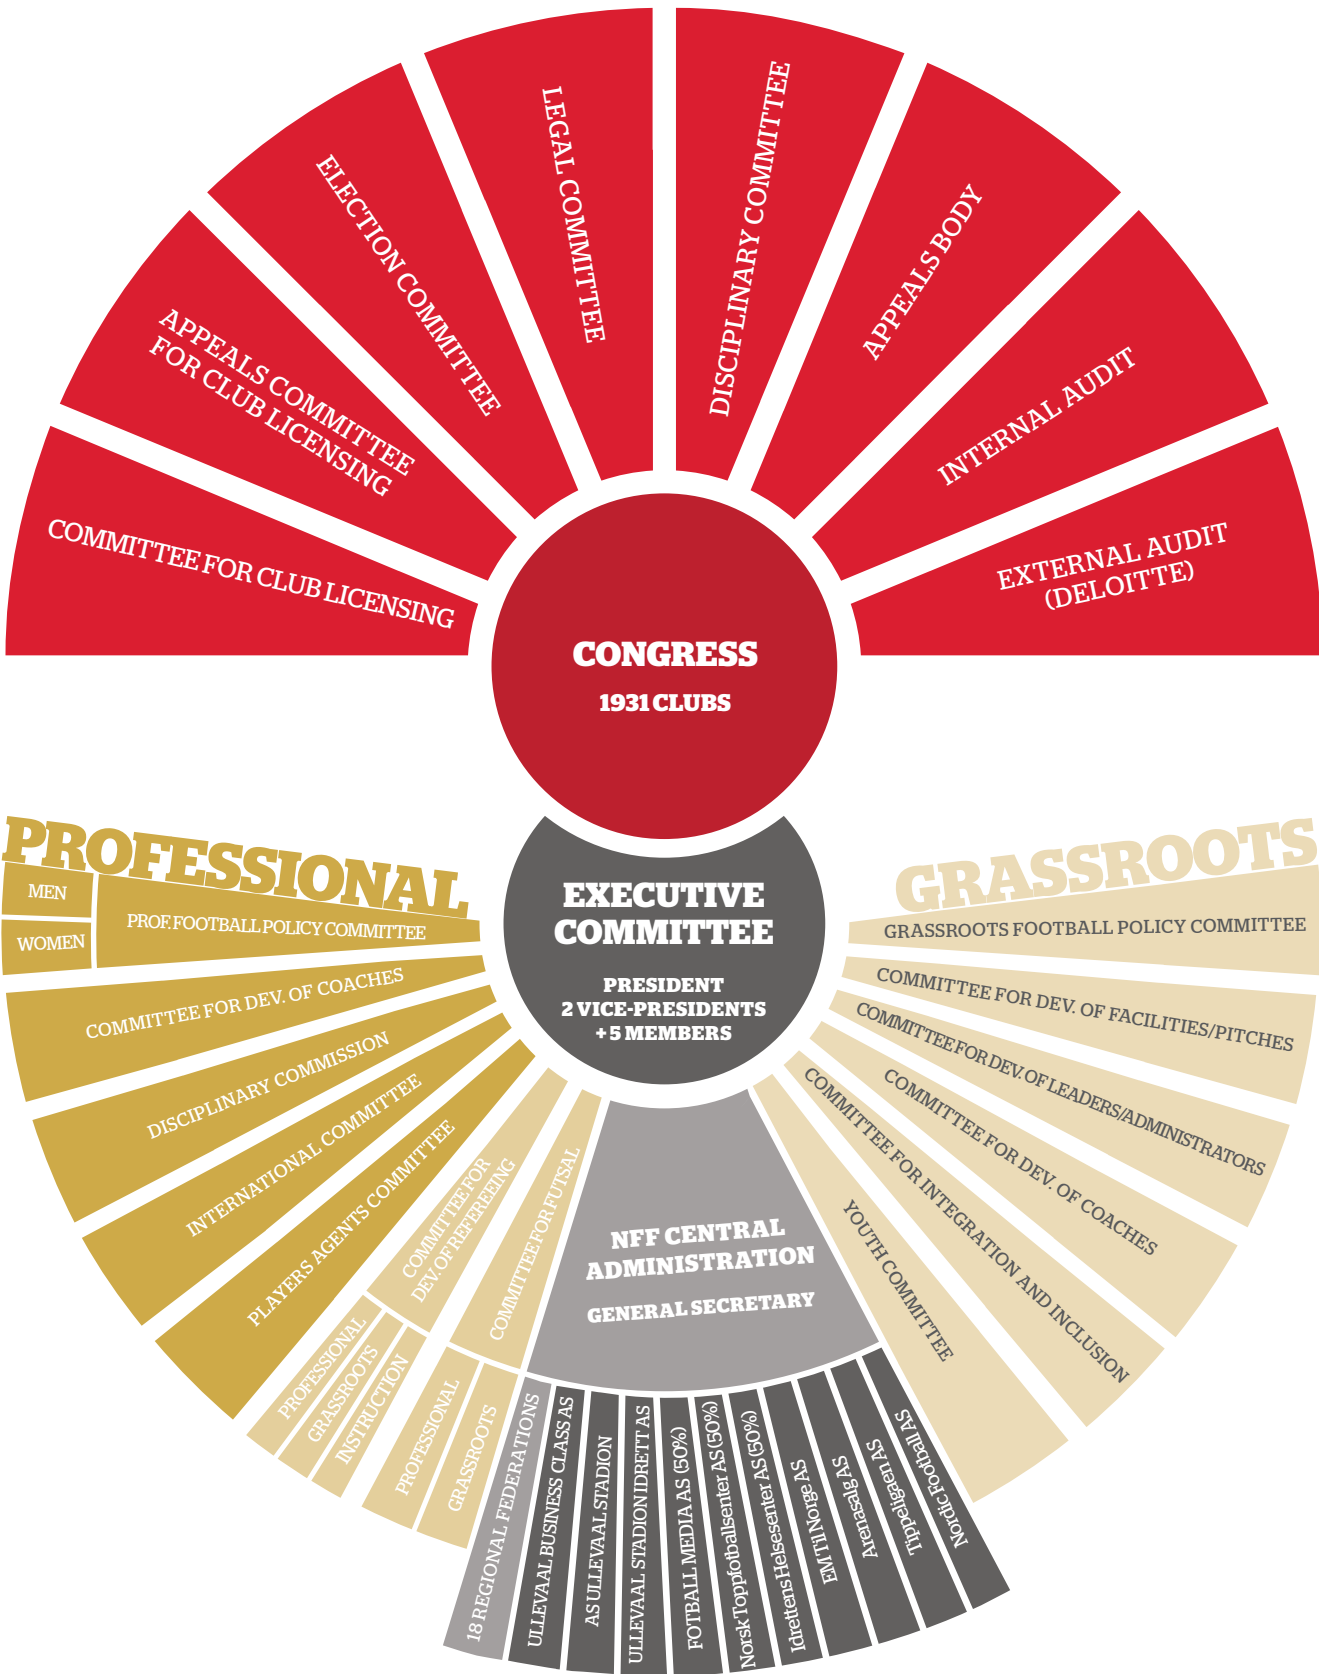 COMMITTEE FOR CLUB LICENSING
APPEALS COMMITTEE
FOR CLUB LICENSING
ELECTION COMMITTEE
LEGAL COMMITTEE
DISCIPLINARY COMMITTEE
APPEALS BODY
INTERNAL AUDIT
EXTERNAL AUDIT
(DELOITTE)
CONGRESS
1931 CLUBS
EXECUTIVE
COMMITTEE
PRESIDENT
2 VICE-PRESIDENTS
+ 5 MEMBERS
PROFESSIONAL
MEN
WOMEN
PROF. FOOTBALL POLICY COMMITTEE
COMMITTEE FOR DEV. OF COACHES
DISCIPLINARY COMMISSION
INTERNATIONAL COMMITTEE
PLAYERS AGENTS COMMITTEE
COMMITTEE FOR
DEV. OF REFEREEING
PROFESSIONAL
GRASSROOTS
INSTRUCTION
COMMITTEE FOR FUTSAL
PROFESSIONAL
GRASSROOTS
GRASSROOTS
GRASSROOTS FOOTBALL POLICY COMMITTEE
COMMITTEE FOR DEV. OF FACILITIES/PITCHES
COMMITTEE FOR DEV. OF LEADERS/ADMINISTRATORS
COMMITTEE FOR DEV. OF COACHES
COMMITTEE FOR INTEGRATION AND INCLUSION
YOUTH COMMITTEE
NFF CENTRAL
ADMINISTRATION
GENERAL SECRETARY
18 REGIONAL FEDERATIONS
ULLEVAAL BUSINESS CLASS AS
AS ULLEVAAL STADION
ULLEVAAL STADION IDRETT AS
FOTBALL MEDIA AS (50%)
Norsk Toppfotballsenter AS (50%)
Idrettens Helsesenter AS (50%)
EM Til Norge AS
Arenasalg AS
Tippeligaen AS
Nordic Football AS